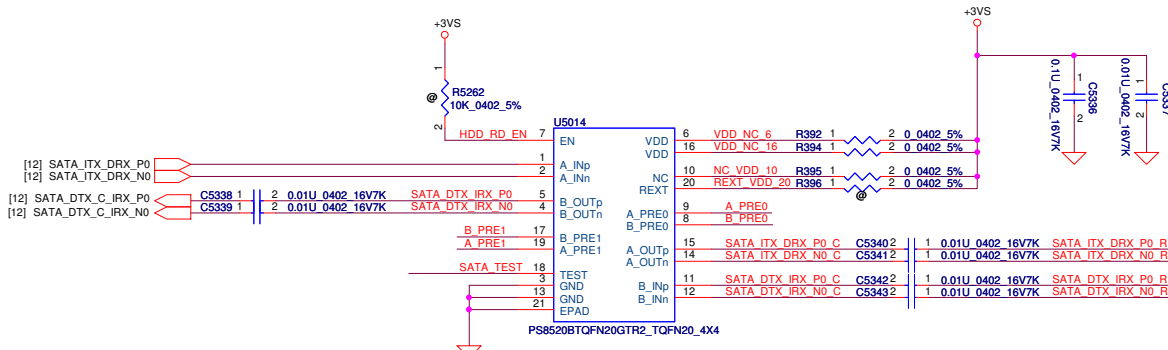 +3VS
+3VS
1
R5262
@
10K_0402_5%
2
0.1U_0402_16V7K
1
C5336
2
0.01U_0402_16V7K
1
C5337
2
U5014
HDD_RD_EN 7 EN
VDD 6 VDD_NC_6 R392 1 2 0_0402_5%
VDD 16 VDD_NC_16 R394 1 2 0_0402_5%
[12] SATA_ITX_DRX_P0 1 A_INp
[12] SATA_ITX_DRX_N0 2 A_INn
NC 10 NC_VDD_10 R395 1 2 0_0402_5%
REXT 20 REXT_VDD_20 R396 1 2 0_0402_5%
@
[12] SATA_DTX_C_IRX_P0 C5338 1 2 0.01U_0402_16V7K SATA_DTX_IRX_P0 5 B_OUTp
[12] SATA_DTX_C_IRX_N0 C5339 1 2 0.01U_0402_16V7K SATA_DTX_IRX_N0 4 B_OUTn
A_PRE0 9 A_PRE0
B_PRE0 8 B_PRE0
B_PRE1 17 B_PRE1
A_PRE1 19 A_PRE1
A_OUTp 15 SATA_ITX_DRX_P0_C C5340 2 1 0.01U_0402_16V7K SATA_ITX_DRX_P0_R
A_OUTn 14 SATA_ITX_DRX_N0_C C5341 2 1 0.01U_0402_16V7K SATA_ITX_DRX_N0_R
SATA_TEST 18 TEST
3 GND
13 GND
21 EPAD
B_INp 11 SATA_DTX_IRX_P0_C C5342 2 1 0.01U_0402_16V7K SATA_DTX_IRX_P0_R
B_INn 12 SATA_DTX_IRX_N0_C C5343 2 1 0.01U_0402_16V7K SATA_DTX_IRX_N0_R
PS8520BTQFN20GTR2_TQFN20_4X4